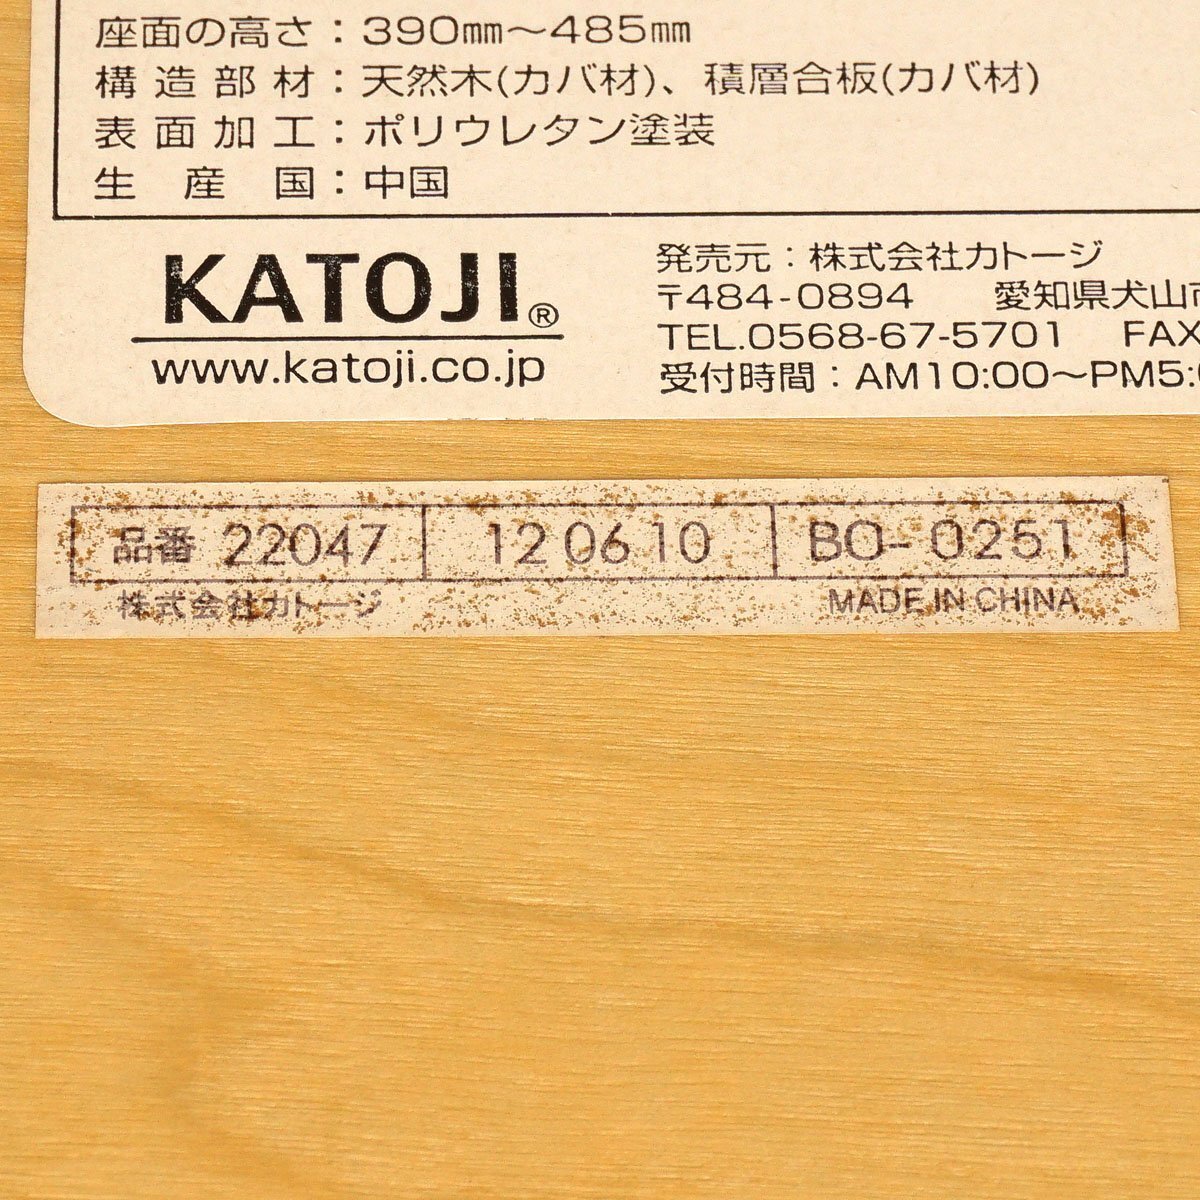 座面の高さ：390㎜～485㎜
構造部材：天然木(カバ材)、積層合板(カバ材)
表面加工：ポリウレタン塗装
生産国：中国
KATOJI®
www.katoji.co.jp
発売元：株式会社カトージ
〒484-0894 愛知県犬山
TEL.0568-67-5701 FAX
受付時間：AM10:00～PM5:
品番 22047 12 06 10 BO- 0251
株式会社カトージ MADE IN CHINA